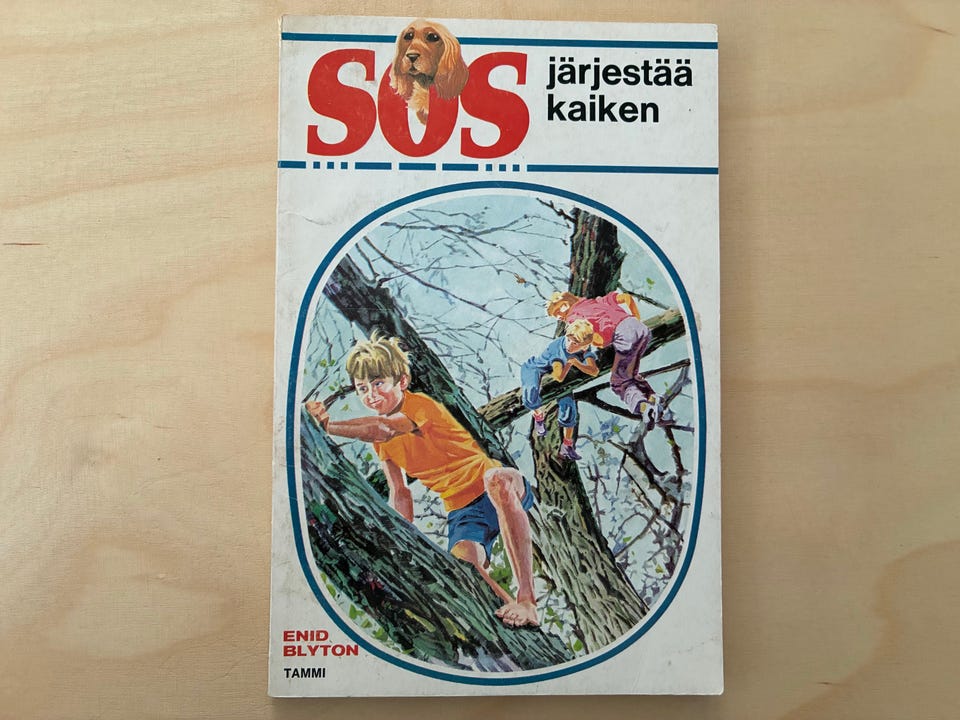 SOS
järjestää
kaiken
ENID
BLYTON
TAMMI